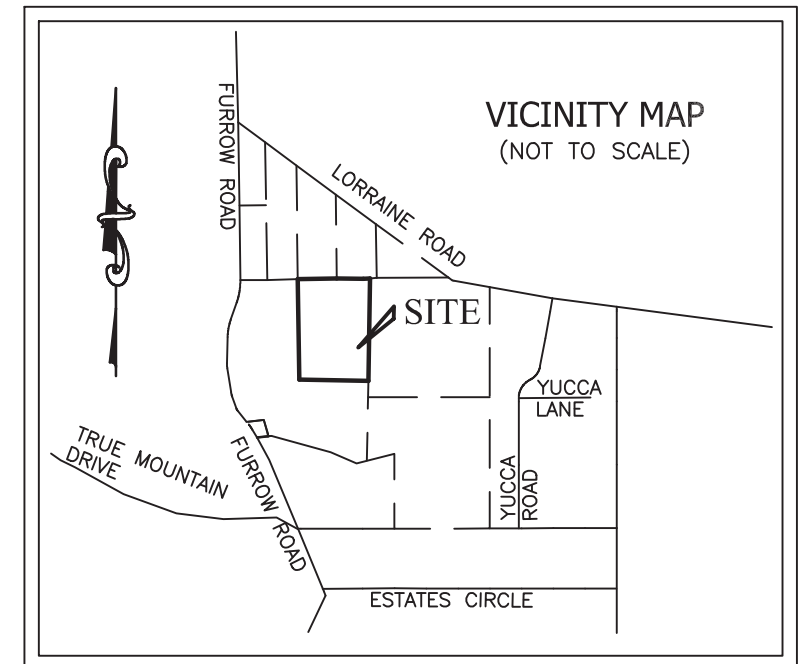 VICINITY MAP
(NOT TO SCALE)
FURROW ROAD
LORRAINE ROAD
SITE
YUCCA
LANE
TRUE MOUNTAIN
DRIVE
FURROW ROAD
YUCCA
ROAD
ESTATES CIRCLE